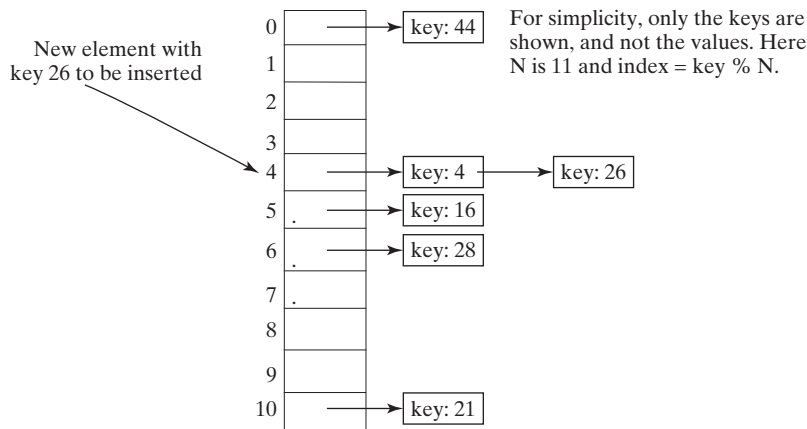 0
key: 44
For simplicity, only the keys are
shown, and not the values. Here
N is 11 and index = key % N.
New element with
key 26 to be inserted
1
2
3
4
key: 4
key: 26
5
.
key: 16
6
.
key: 28
7
.
8
9
10
key: 21